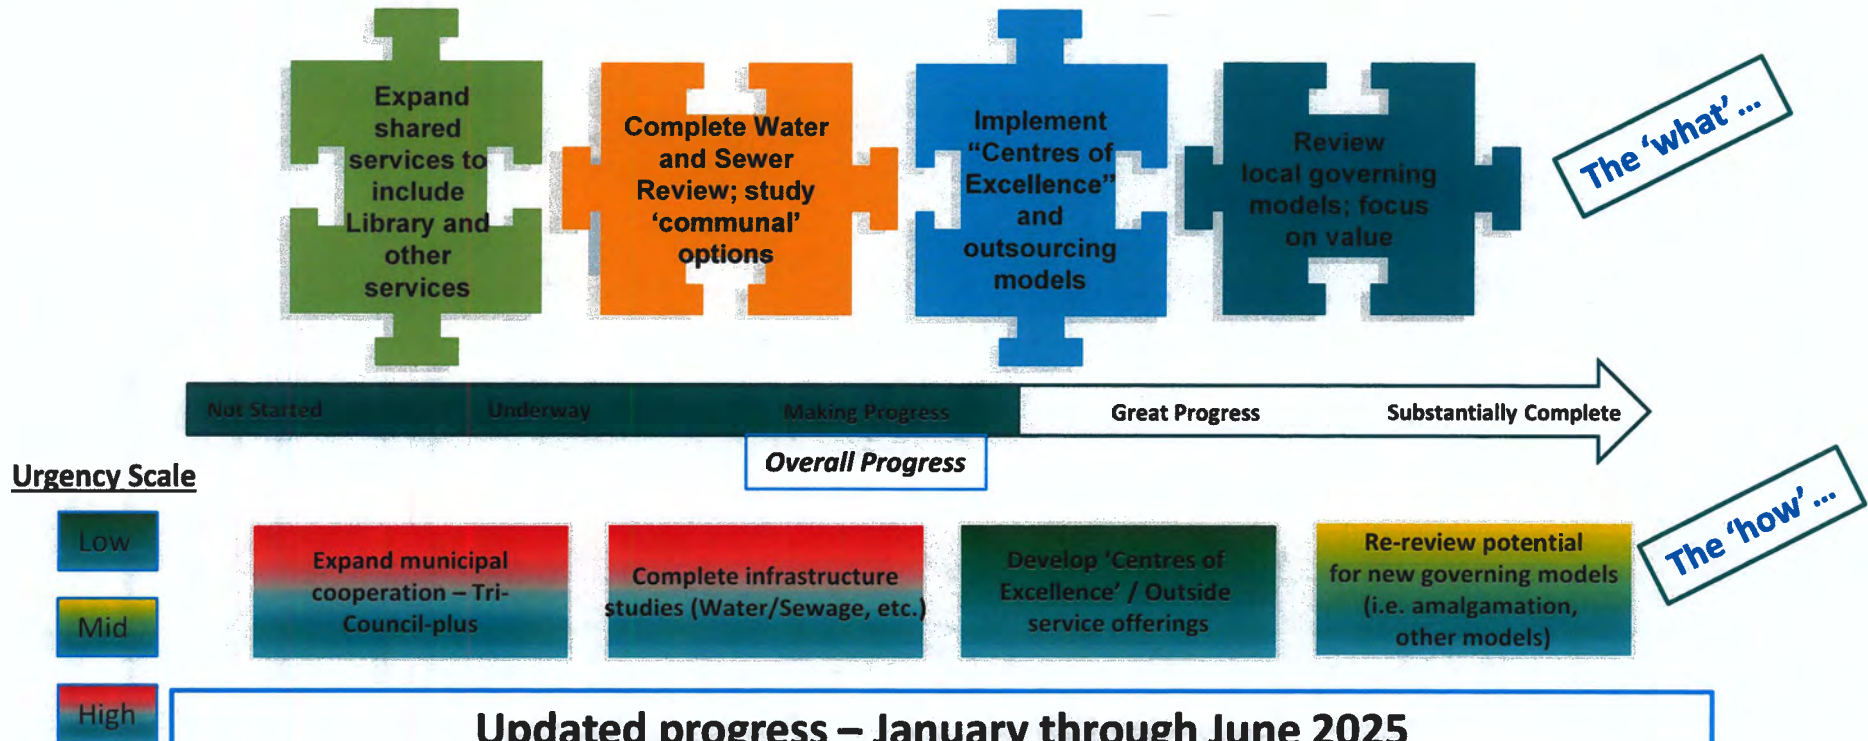 Expand
shared
services to
include
Library and
other
services
Complete Water
and Sewer
Review; study
‘communal’
options
Implement
“Centres of
Excellence”
and
outsourcing
models
Review
local governing
models; focus
on value
The ‘what’ ...
Not Started
Underway
Making Progress
Great Progress
Substantially Complete
Overall Progress
Urgency Scale
Low
Mid
High
Expand municipal
cooperation – Tri-
Council-plus
Complete infrastructure
studies (Water/Sewage, etc.)
Develop ‘Centres of
Excellence’ / Outside
service offerings
Re-review potential
for new governing models
(i.e. amalgamation,
other models)
The ‘how’ ...
Updated progress – January through June 2025